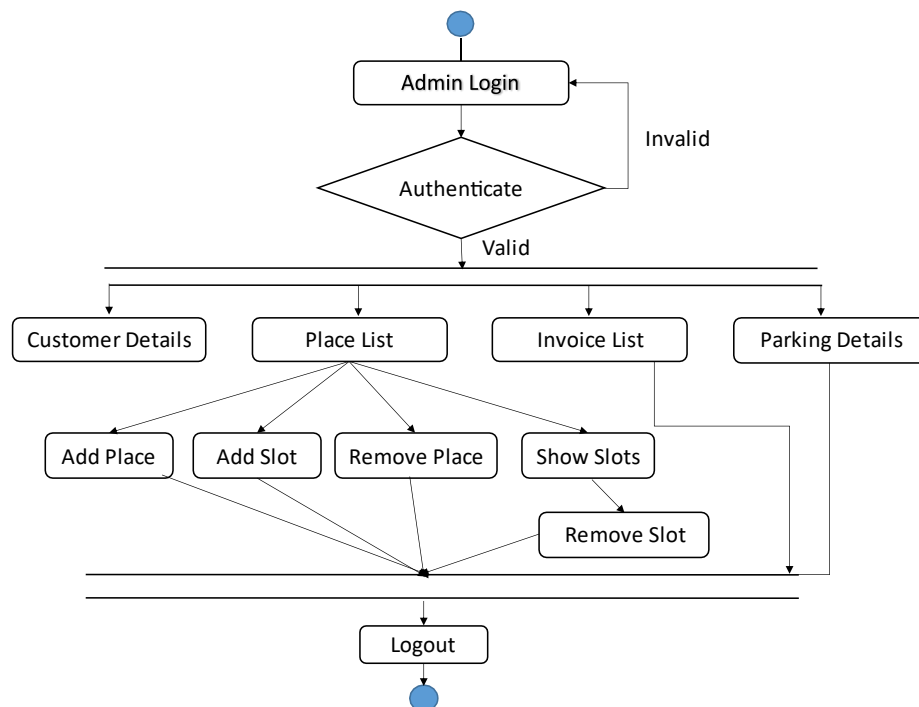 Admin Login
Invalid
Authenticate
Valid
Customer Details
Place List
Invoice List
Parking Details
Add Place
Add Slot
Remove Place
Show Slots
Remove Slot
Logout